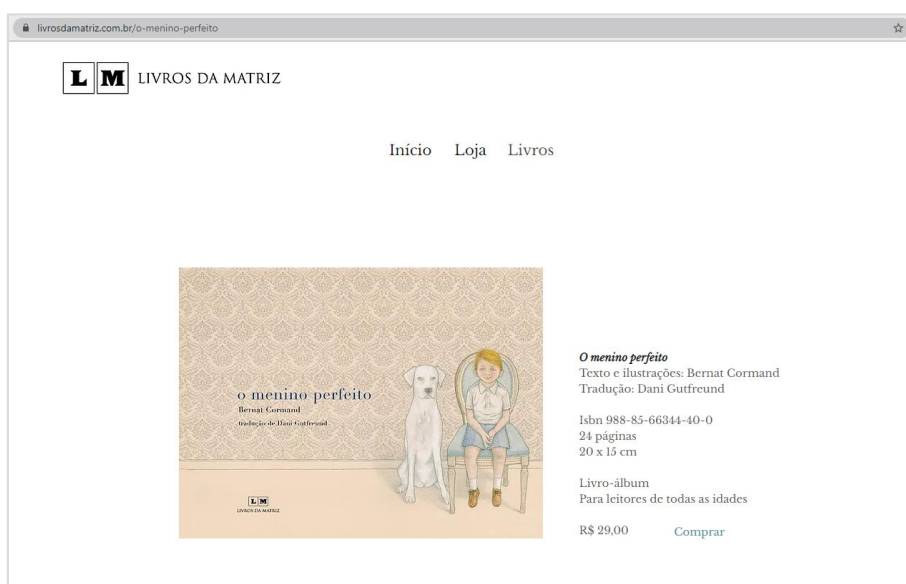 livrosdamatriz.com.br/o-menino-perfeito
L M LIVROS DA MATRIZ
Início Loja Livros
o menino perfeito
Bernat Cormand
tradução de Dani Gutfreund
L M
LIVROS DA MATRIZ
O menino perfeito
Texto e ilustrações: Bernat Cormand
Tradução: Dani Gutfreund
Isbn 988-85-66344-40-0
24 páginas
20 x 15 cm
Livro-álbum
Para leitores de todas as idades
R$ 29,00 Comprar